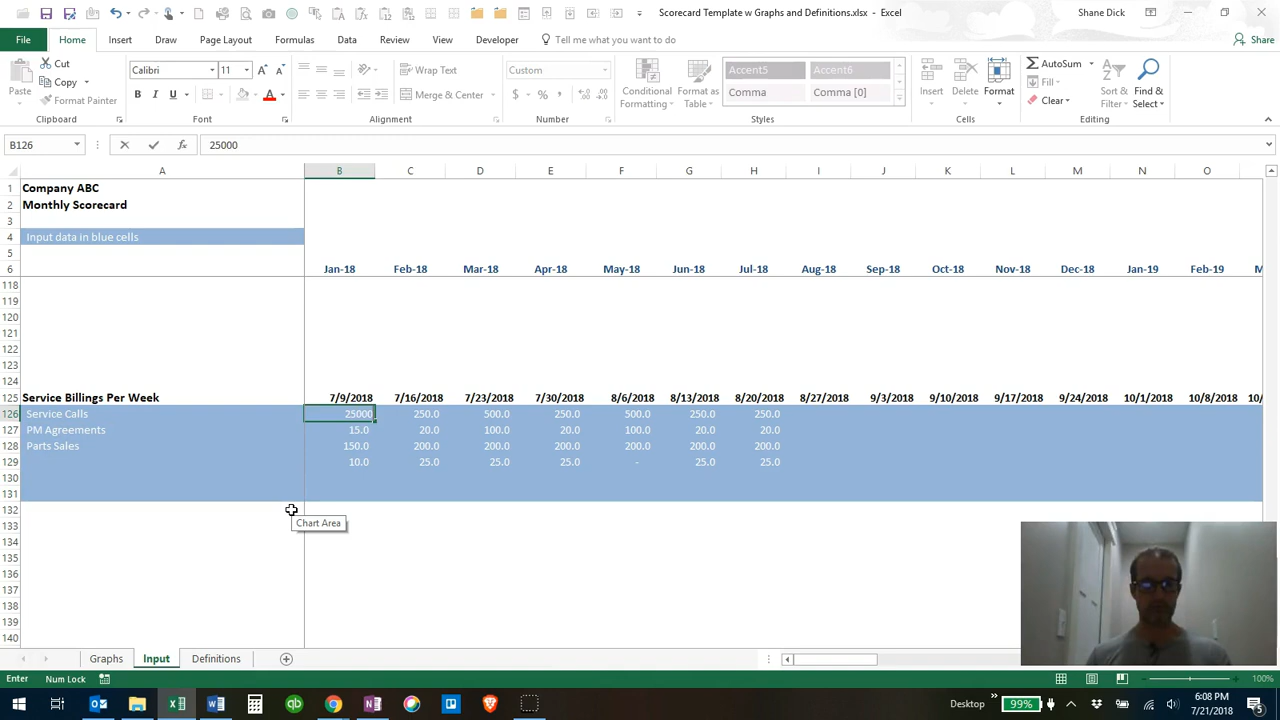 Scorecard Template w Graphs and Definitions.xlsx - Excel
Shane Dick
File Home Insert Draw Page Layout Formulas Data Review View Developer Tell me what you want to do Share
Paste
Cut
Copy
Format Painter
Clipboard
Calibri 11
B I U
Font
Wrap Text
Merge & Center
Alignment
Custom
$ % ,
Number
Conditional Formatting
Format as Table
Accent5 Accent6
Comma Comma [0]
Styles
Insert Delete Format
Cells
AutoSum
Fill
Clear
Sort & Filter
Find & Select
Editing
B126 25000
A B C D E F G H I J K L M N O
1 Company ABC
2 Monthly Scorecard
3
4 Input data in blue cells
5
6 Jan-18 Feb-18 Mar-18 Apr-18 May-18 Jun-18 Jul-18 Aug-18 Sep-18 Oct-18 Nov-18 Dec-18 Jan-19 Feb-19 M
118
119
120
121
122
123
124
125 Service Billings Per Week 7/9/2018 7/16/2018 7/23/2018 7/30/2018 8/6/2018 8/13/2018 8/20/2018 8/27/2018 9/3/2018 9/10/2018 9/17/2018 9/24/2018 10/1/2018 10/8/2018 10/
126 Service Calls 25000 250.0 500.0 250.0 500.0 250.0 250.0
127 PM Agreements 15.0 20.0 100.0 20.0 100.0 20.0 20.0
128 Parts Sales 150.0 200.0 200.0 200.0 200.0 200.0 200.0
129 10.0 25.0 25.0 25.0 - 25.0 25.0
130
131
132
133 Chart Area
134
135
136
137
138
139
140
Graphs Input Definitions
Enter Num Lock 100%
Desktop 99% 6:08 PM
7/21/2018